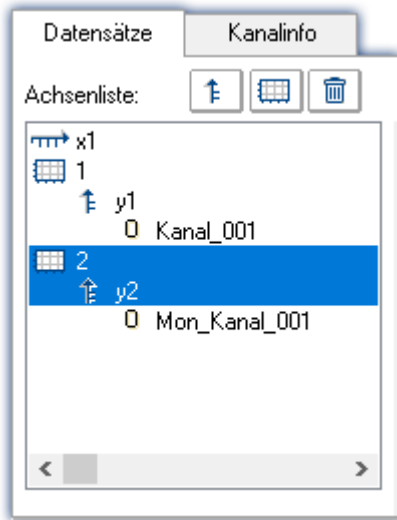 Datensätze Kanalinfo
Achsenliste:
x1
1
y1
0 Kanal_001
2
y2
0 Mon_Kanal_001